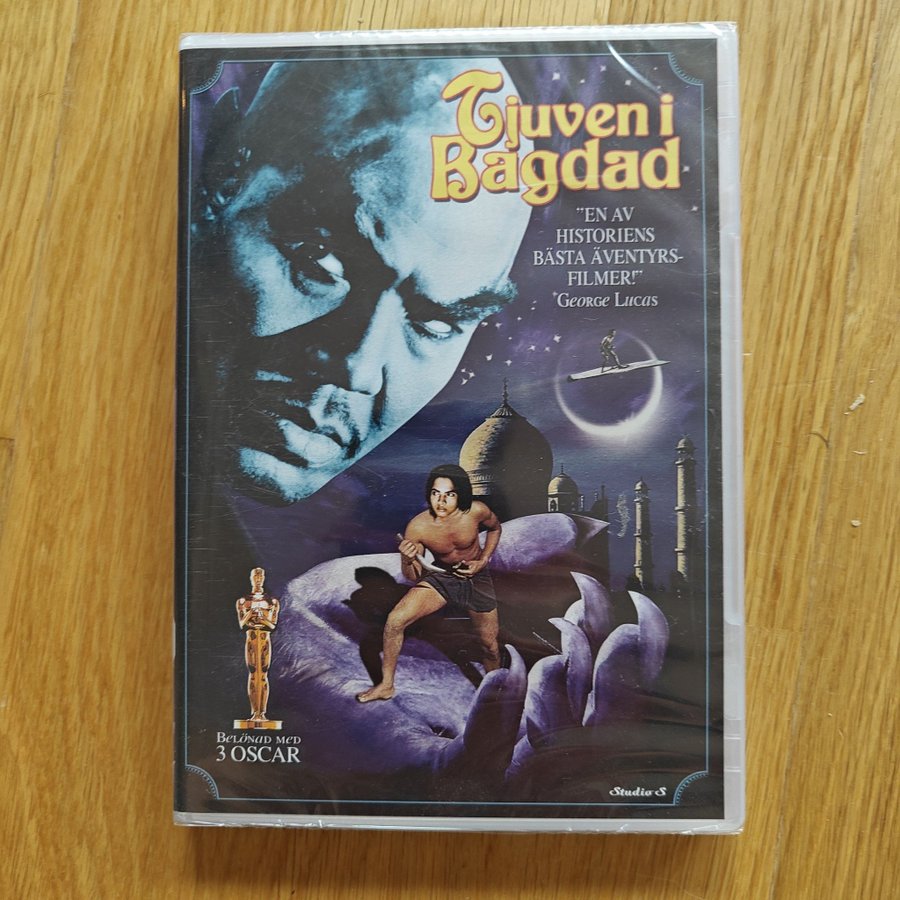 Tjuven i
Bagdad
"EN AV
HISTORIENS
BÄSTA ÄVENTYRS-
FILMER!"
GEORGE LUCAS
BELÖNAD MED
3 OSCAR
Studio S